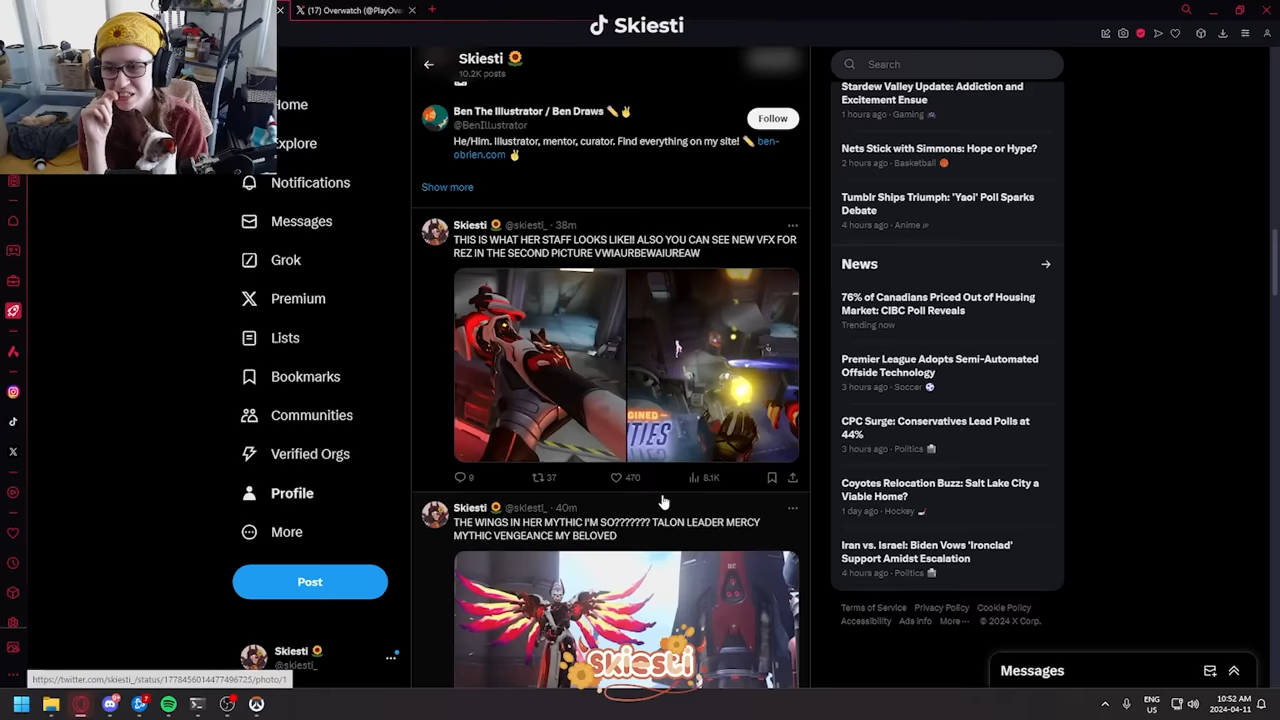 (17) Overwatch (@PlayOve
Skiesti
Skiesti
10.2K posts
Search
Home
Explore
Notifications
Messages
Grok
Premium
Lists
Bookmarks
Communities
Verified Orgs
Profile
More
Post
Skiesti
@skiesti_
Ben The Illustrator / Ben Draws
@BenIllustrator
Follow
He/Him. Illustrator, mentor, curator. Find everything on my site! ben-
obrien.com
Show more
Skiesti @skiesti_ · 38m
THIS IS WHAT HER STAFF LOOKS LIKE!! ALSO YOU CAN SEE NEW VFX FOR
REZ IN THE SECOND PICTURE VWIAURBEWAIUREAW
GINED
TIES
9 37 470 8.1K
Skiesti @skiesti_ · 40m
THE WINGS IN HER MYTHIC I'M SO??????? TALON LEADER MERCY
MYTHIC VENGEANCE MY BELOVED
skiesti
Stardew Valley Update: Addiction and
Excitement Ensue
1 hours ago · Gaming
Nets Stick with Simmons: Hope or Hype?
2 hours ago · Basketball
Tumblr Ships Triumph: 'Yaoi' Poll Sparks
Debate
4 hours ago · Anime
News
76% of Canadians Priced Out of Housing
Market: CIBC Poll Reveals
Trending now
Premier League Adopts Semi-Automated
Offside Technology
3 hours ago · Soccer
CPC Surge: Conservatives Lead Polls at
44%
3 hours ago · Politics
Coyotes Relocation Buzz: Salt Lake City a
Viable Home?
1 day ago · Hockey
Iran vs. Israel: Biden Vows 'Ironclad'
Support Amidst Escalation
4 hours ago · Politics
Terms of Service Privacy Policy Cookie Policy
Accessibility Ads info More ··· © 2024 X Corp.
Messages
https://twitter.com/skiesti_/status/1778456014477496725/photo/1
ENG
US
10:52 AM
2024-04-11